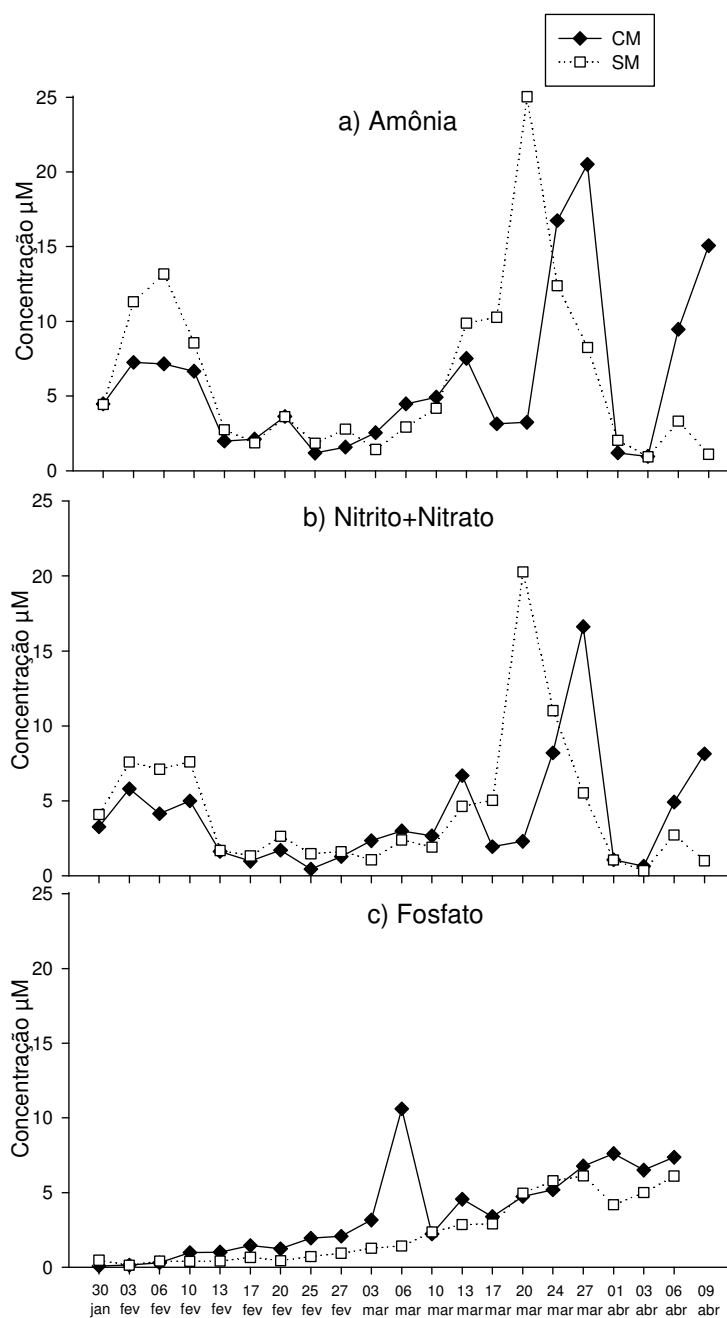 CM
SM
a) Amônia
Concentração µM
25
20
15
10
5
0
b) Nitrito+Nitrato
Concentração µM
25
20
15
10
5
0
c) Fosfato
Concentração µM
25
20
15
10
5
0
30 03 06 10 13 17 20 25 27 03 06 10 13 17 20 24 27 01 03 06 09
jan fev fev fev fev fev fev fev fev mar mar mar mar mar mar mar mar abr abr abr abr